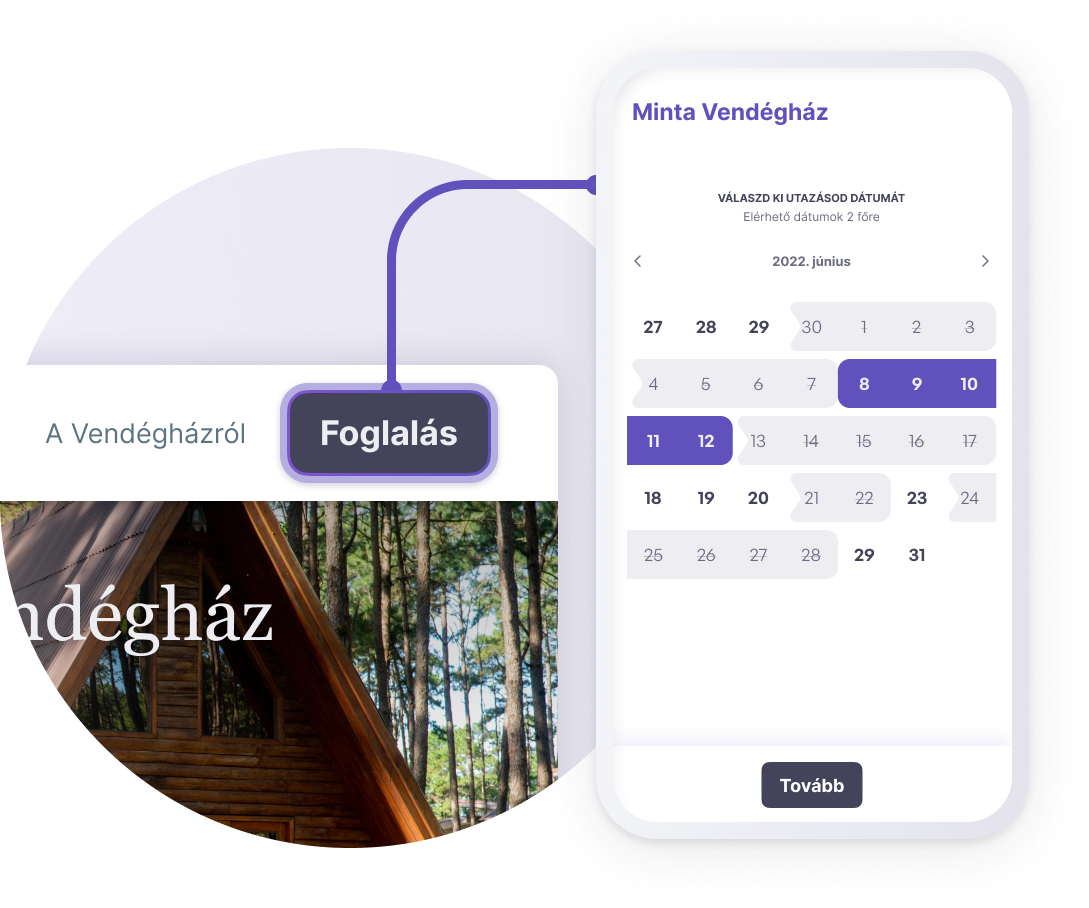 Minta Vendégház
VÁLASZD KI UTAZÁSOD DÁTUMÁT
Elérhető dátumok 2 főre
2022. június
27 28 29 30 1 2 3
4 5 6 7 8 9 10
11 12 13 14 15 16 17
18 19 20 21 22 23 24
25 26 27 28 29 31
Tovább
A Vendégházról
Foglalás
ndégház